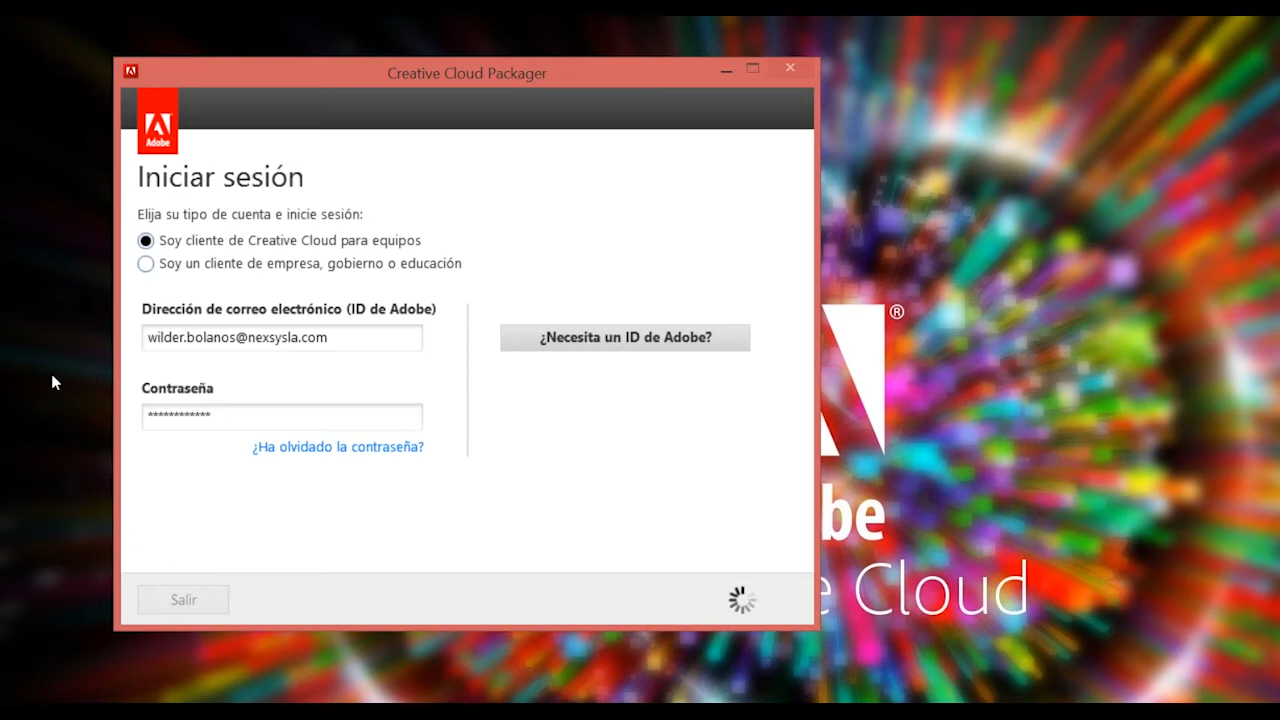 Creative Cloud Packager
Adobe
Iniciar sesión
Elija su tipo de cuenta e inicie sesión:
Soy cliente de Creative Cloud para equipos
Soy un cliente de empresa, gobierno o educación
Dirección de correo electrónico (ID de Adobe)
wilder.bolanos@nexsysla.com
¿Necesita un ID de Adobe?
Contraseña
************
¿Ha olvidado la contraseña?
Salir
®
be
e Cloud